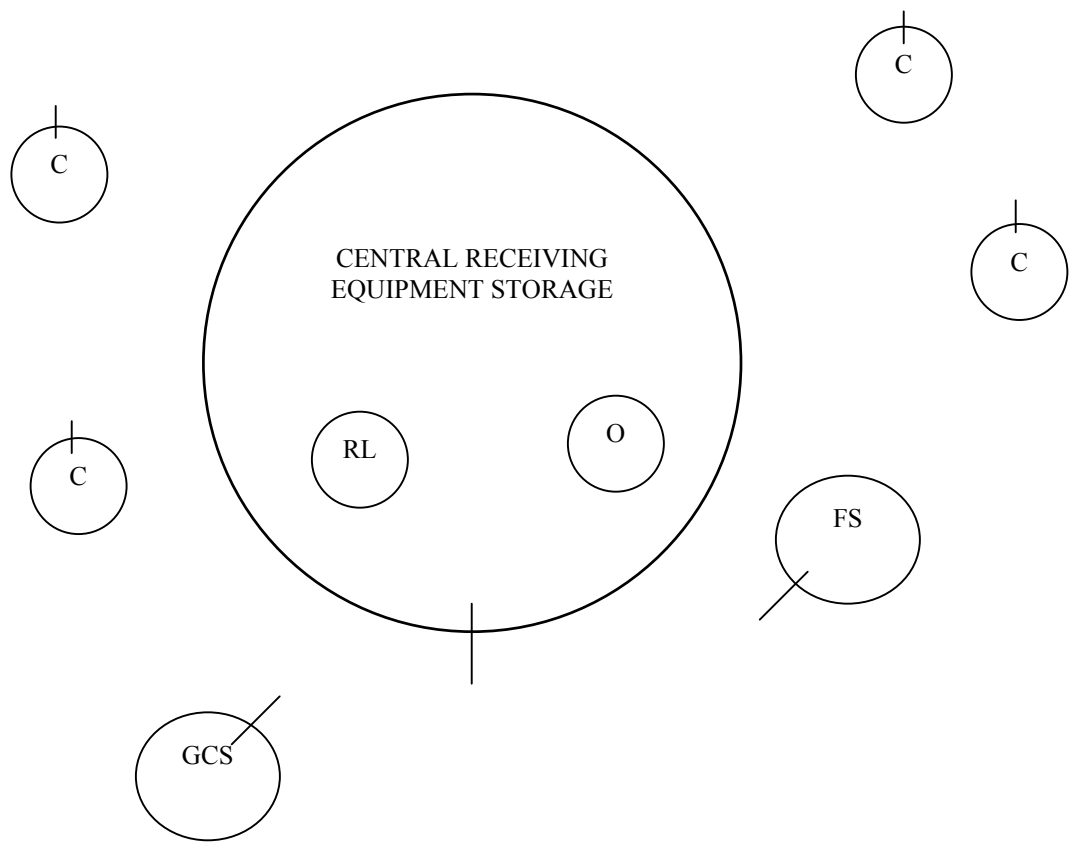 C
C
CENTRAL RECEIVING
EQUIPMENT STORAGE
C
RL
O
C
FS
GCS